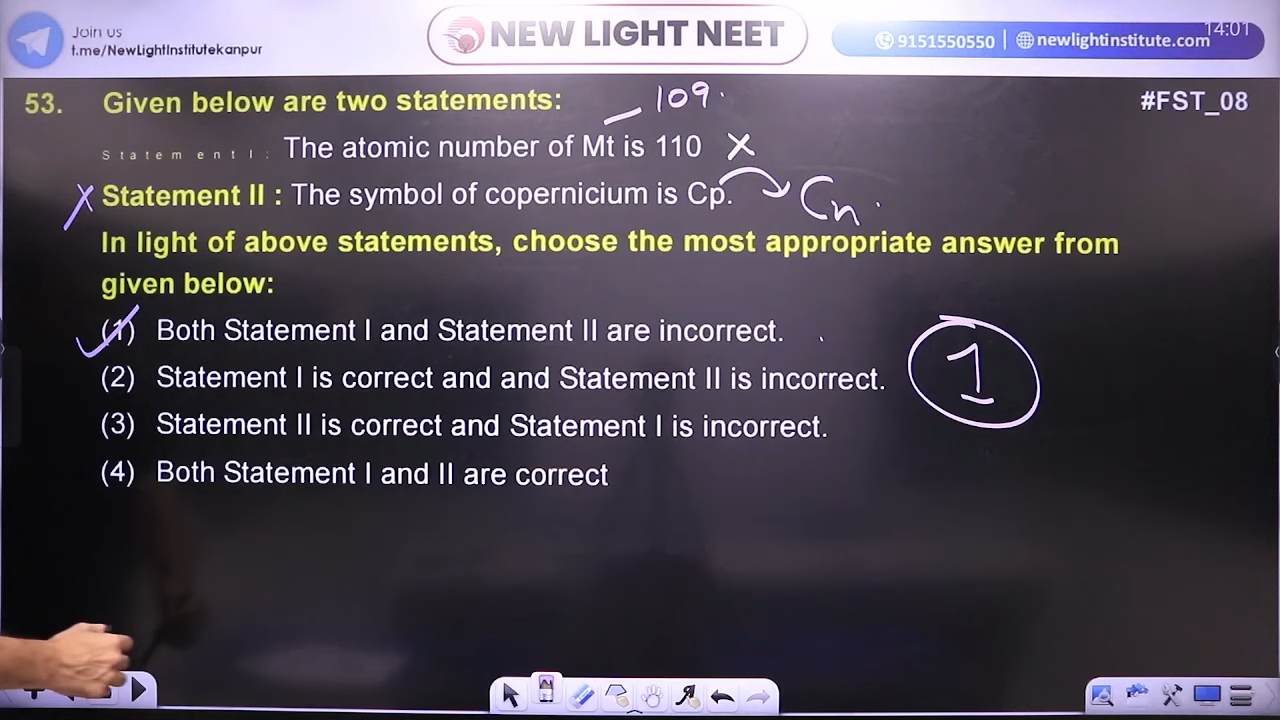 Join us
t.me/NewLightInstitutekanpur
NEW LIGHT NEET
9151550550 | newlightinstitute.com
14:01
53. Given below are two statements: 109.
#FST_08
Statement I: The atomic number of Mt is 110 X
X Statement II : The symbol of copernicium is Cp. Cn.
In light of above statements, choose the most appropriate answer from
given below:
(1) Both Statement I and Statement II are incorrect.
(2) Statement I is correct and and Statement II is incorrect.
(3) Statement II is correct and Statement I is incorrect.
(4) Both Statement I and II are correct
1